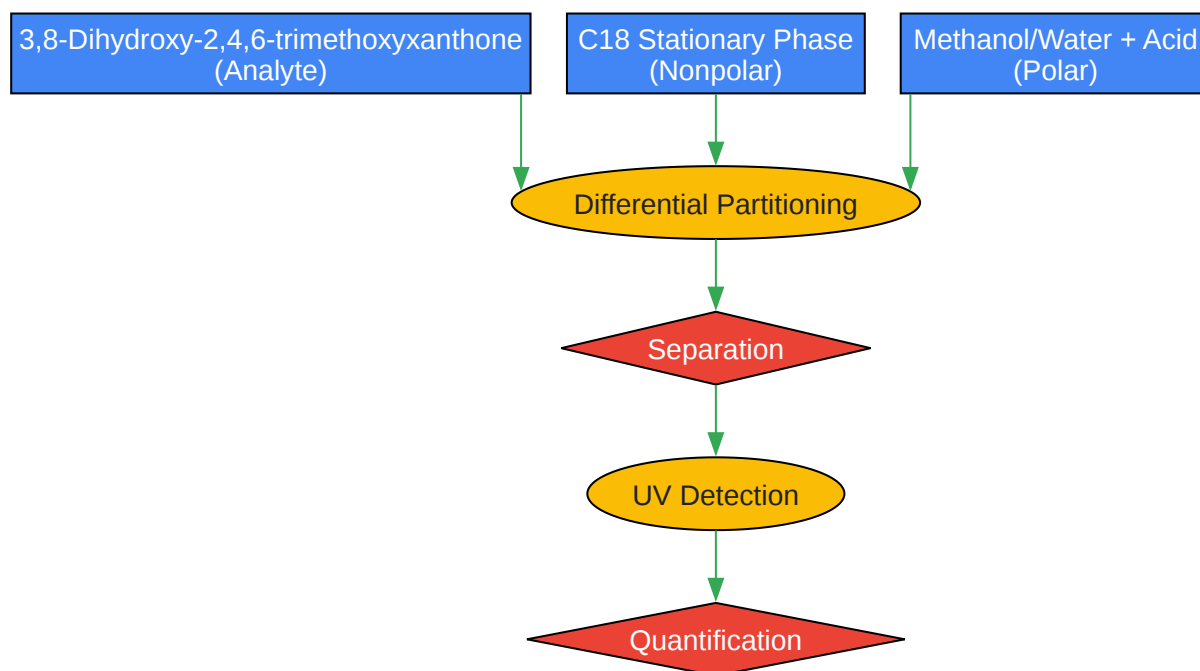 3,8-Dihydroxy-2,4,6-trimethoxyxanthone
(Analyte)
C18 Stationary Phase
(Nonpolar)
Methanol/Water + Acid
(Polar)
Differential Partitioning
Separation
UV Detection
Quantification